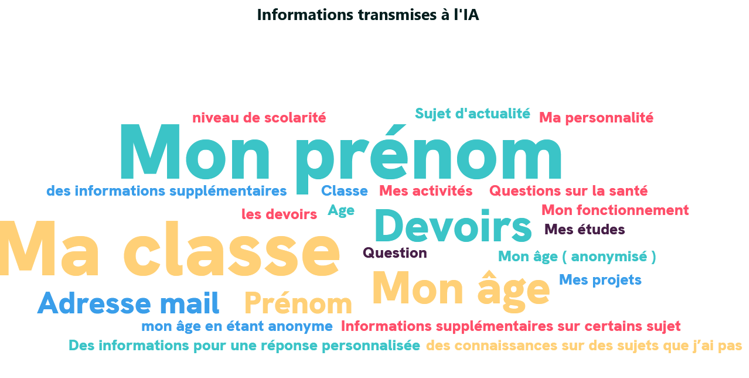 Informations transmises à l'IA
Sujet d'actualité
niveau de scolarité
Ma personnalité
Mon prénom
des informations supplémentaires
Classe
Mes activités
Questions sur la santé
les devoirs
Age
Mon fonctionnement
Devoirs
Mes études
Ma classe
Question
Mon âge ( anonymisé )
Mes projets
Mon âge
Adresse mail
Prénom
mon âge en étant anonyme
Informations supplémentaires sur certains sujet
Des informations pour une réponse personnalisée
des connaissances sur des sujets que j’ai pas